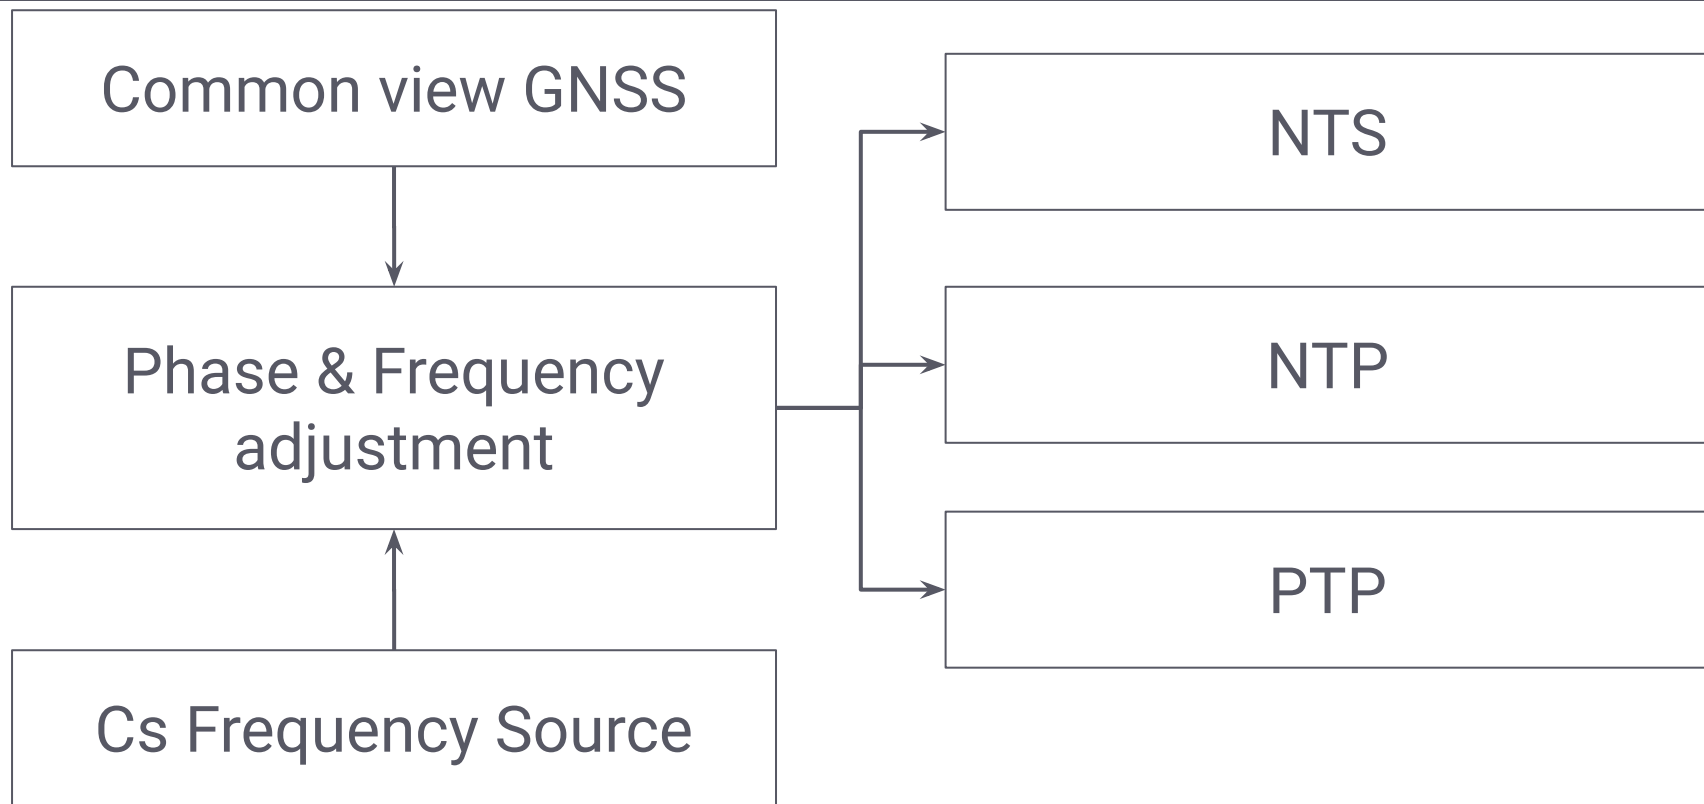 Common view GNSS
Phase & Frequency
adjustment
Cs Frequency Source
NTS
NTP
PTP